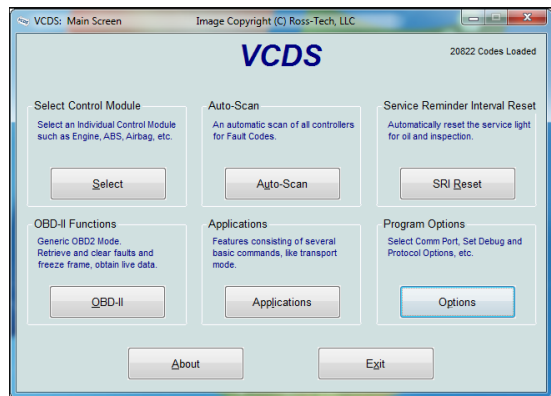 VCDS: Main Screen Image Copyright (C) Ross-Tech, LLC
VCDS
20822 Codes Loaded
Select Control Module
Select an Individual Control Module
such as Engine, ABS, Airbag, etc.
Select
Auto-Scan
An automatic scan of all controllers
for Fault Codes.
Auto-Scan
Service Reminder Interval Reset
Automatically reset the service light
for oil and inspection.
SRI Reset
OBD-II Functions
Generic OBD2 Mode.
Retrieve and clear faults and
freeze frame, obtain live data.
OBD-II
Applications
Features consisting of several
basic commands, like transport
mode.
Applications
Program Options
Select Comm Port, Set Debug and
Protocol Options, etc.
Options
About
Exit